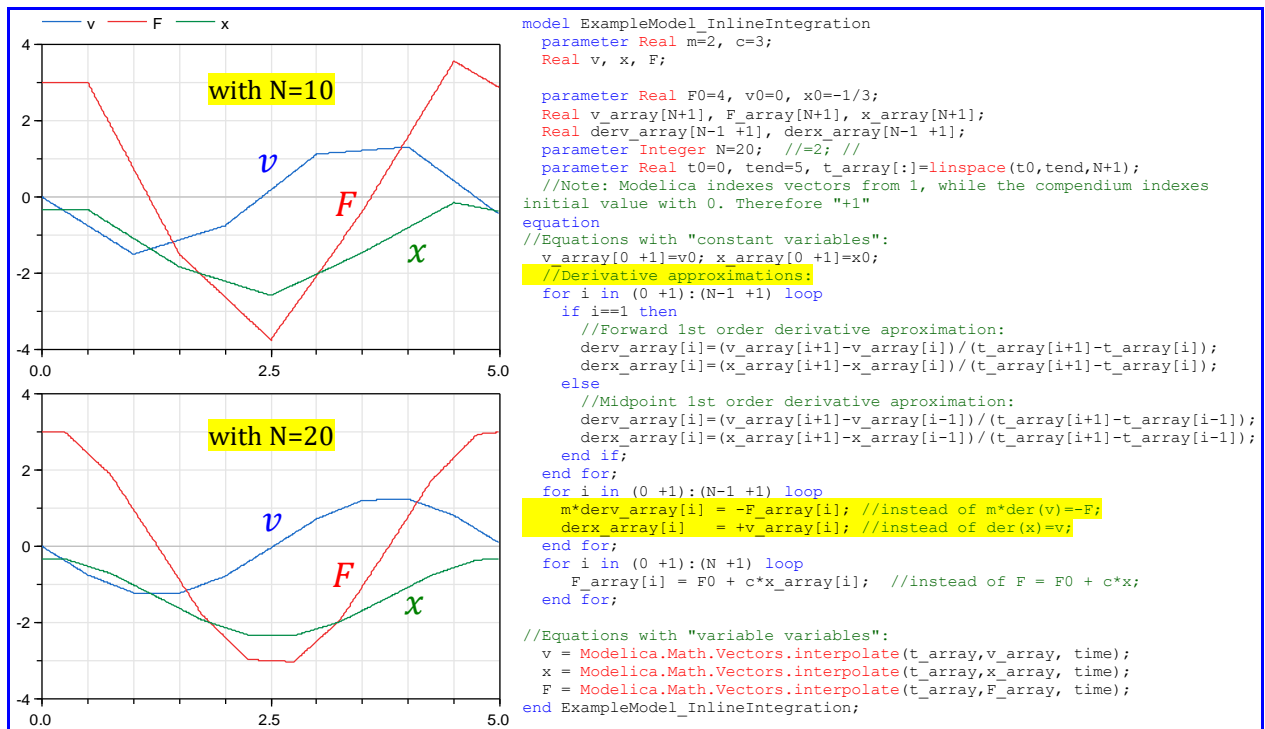 v F x
4
2
0
-2
-4
0.0 2.5 5.0
with N=10
v
F
x
4
2
0
-2
-4
0.0 2.5 5.0
with N=20
v
F
x
model ExampleModel_InlineIntegration
  parameter Real m=2, c=3;
  Real v, x, F;
  parameter Real F0=4, v0=0, x0=-1/3;
  Real v_array[N+1], F_array[N+1], x_array[N+1];
  Real derv_array[N-1 +1], derx_array[N-1 +1];
  parameter Integer N=20;  //=2; //
  parameter Real t0=0, tend=5, t_array[:]=linspace(t0,tend,N+1);
  //Note: Modelica indexes vectors from 1, while the compendium indexes
initial value with 0. Therefore "+1"
equation
//Equations with "constant variables":
  v_array[0 +1]=v0; x_array[0 +1]=x0;
  //Derivative approximations:
  for i in (0 +1):(N-1 +1) loop
    if i==1 then
      //Forward 1st order derivative aproximation:
      derv_array[i]=(v_array[i+1]-v_array[i])/(t_array[i+1]-t_array[i]);
      derx_array[i]=(x_array[i+1]-x_array[i])/(t_array[i+1]-t_array[i]);
    else
      //Midpoint 1st order derivative aproximation:
      derv_array[i]=(v_array[i+1]-v_array[i-1])/(t_array[i+1]-t_array[i-1]);
      derx_array[i]=(x_array[i+1]-x_array[i-1])/(t_array[i+1]-t_array[i-1]);
    end if;
  end for;
  for i in (0 +1):(N-1 +1) loop
    m*derv_array[i] = -F_array[i]; //instead of m*der(v)=-F;
    derx_array[i]   = +v_array[i]; //instead of der(x)=v;
  end for;
  for i in (0 +1):(N +1) loop
    F_array[i] = F0 + c*x_array[i];  //instead of F = F0 + c*x;
  end for;
//Equations with "variable variables":
  v = Modelica.Math.Vectors.interpolate(t_array,v_array, time);
  x = Modelica.Math.Vectors.interpolate(t_array,x_array, time);
  F = Modelica.Math.Vectors.interpolate(t_array,F_array, time);
end ExampleModel_InlineIntegration;